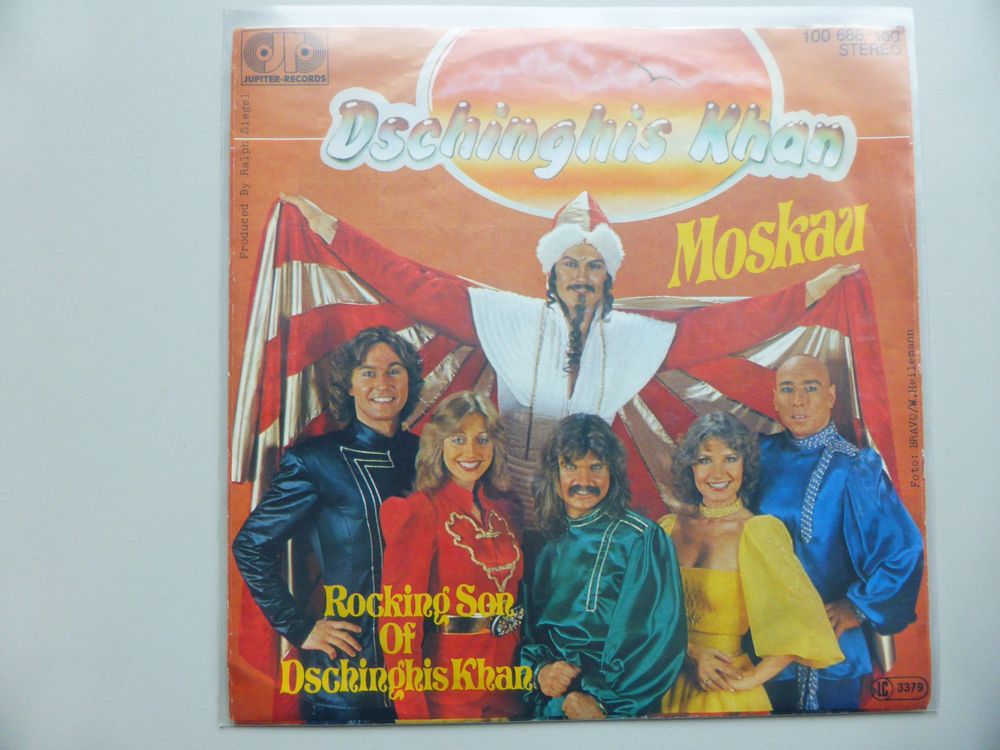 JUPITER-RECORDS
100 688-100
STEREO
Dschinghis Khan
Moskau
Produced By Ralph Siegel
Foto: BRAVO/W.Heilemann
Rocking Son
Of
Dschinghis Khan
LC 3379